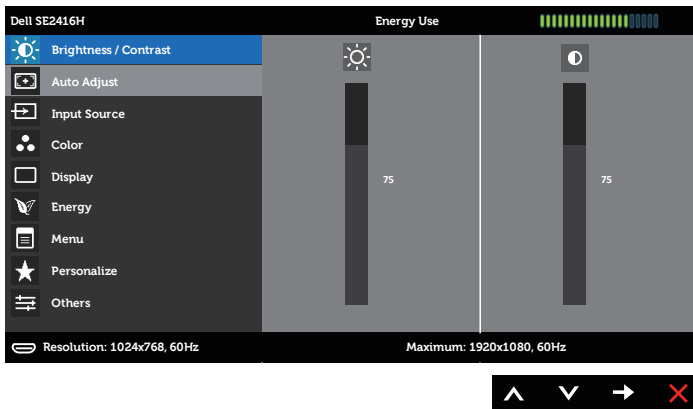 Dell SE2416H
Energy Use
Brightness / Contrast
Auto Adjust
Input Source
Color
Display
75
75
Energy
Menu
Personalize
Others
Resolution: 1024x768, 60Hz
Maximum: 1920x1080, 60Hz